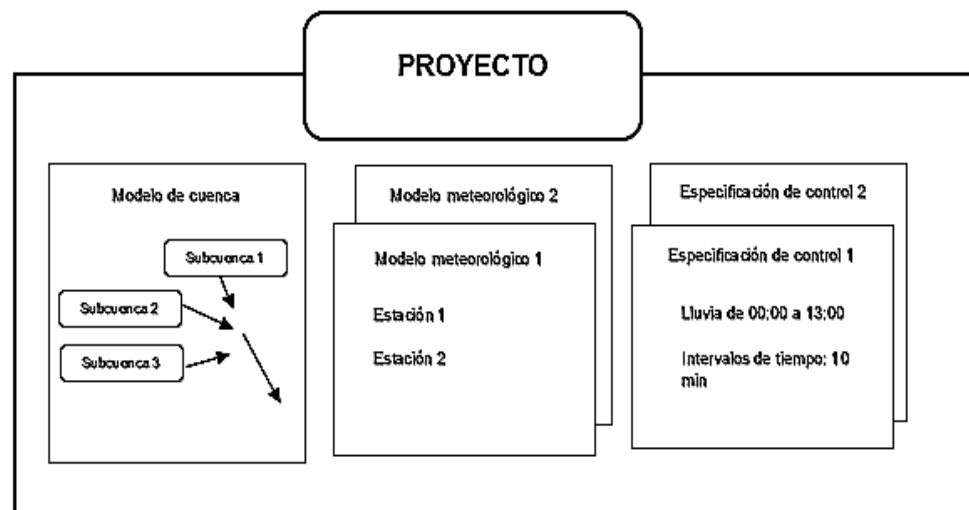 PROYECTO
Modelo de cuenca
Subcuenca 1
Subcuenca 2
Subcuenca 3
Modelo meteorológico 2
Modelo meteorológico 1
Estación 1
Estación 2
Especificación de control 2
Especificación de control 1
Lluvia de 00:00 a 13:00
Intervalos de tiempo: 10
min